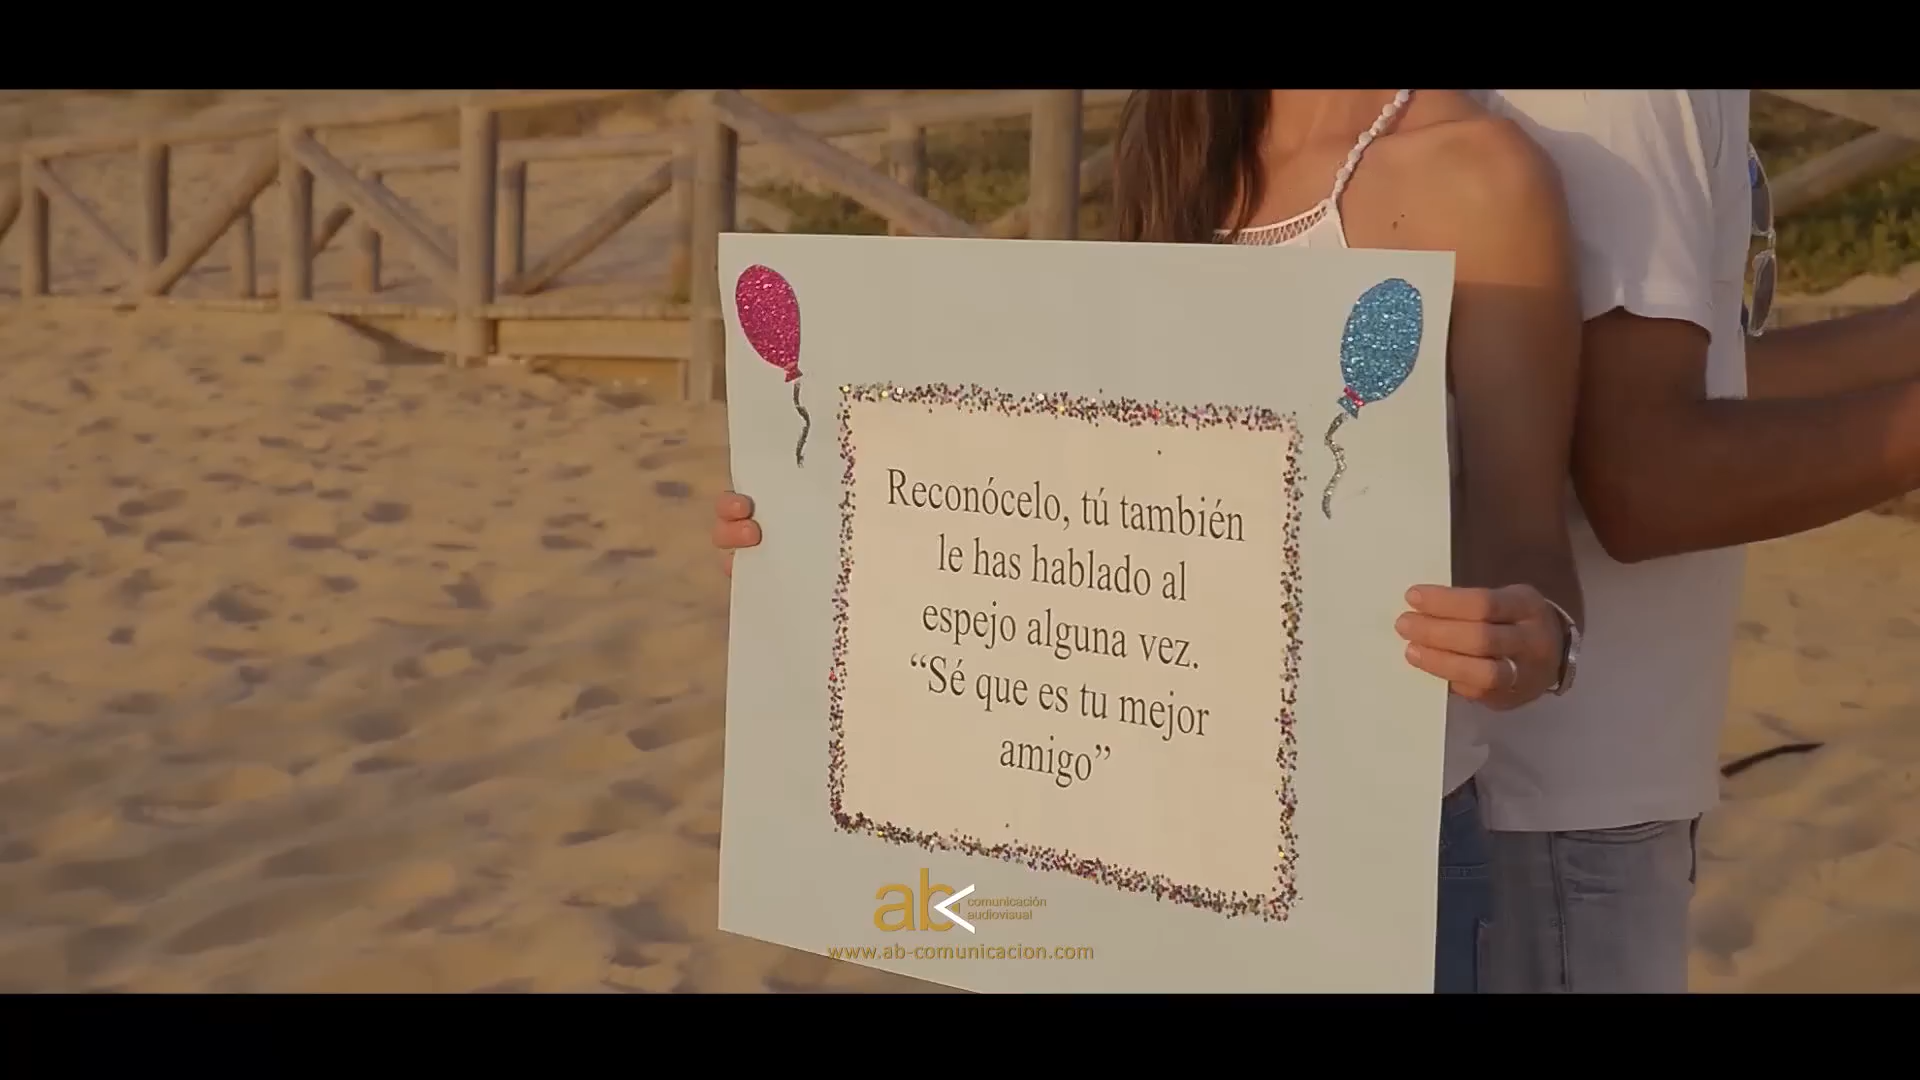 Reconócelo, tú también
le has hablado al
espejo alguna vez.
“Sé que es tu mejor
amigo”
ab
comunicación
audiovisual
www.ab-comunicacion.com